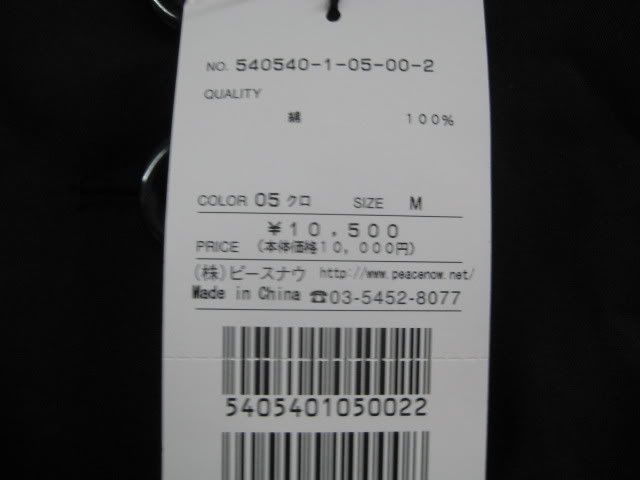 NO. 540540-1-05-00-2
QUALITY
綿 100%
COLOR 05 クロ SIZE M
¥10,500
PRICE (本体価格10,000円)
(株)ピースナウ http://www.peacenow.net/
Made in China ☎03-5452-8077
5405401050022